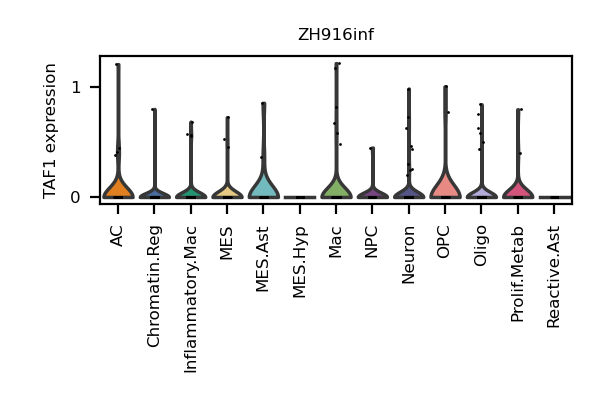 ZH916inf
TAF1 expression
1
0
AC
Chromatin.Reg
Inflammatory.Mac
MES
MES.Ast
MES.Hyp
Mac
NPC
Neuron
OPC
Oligo
Prolif.Metab
Reactive.Ast